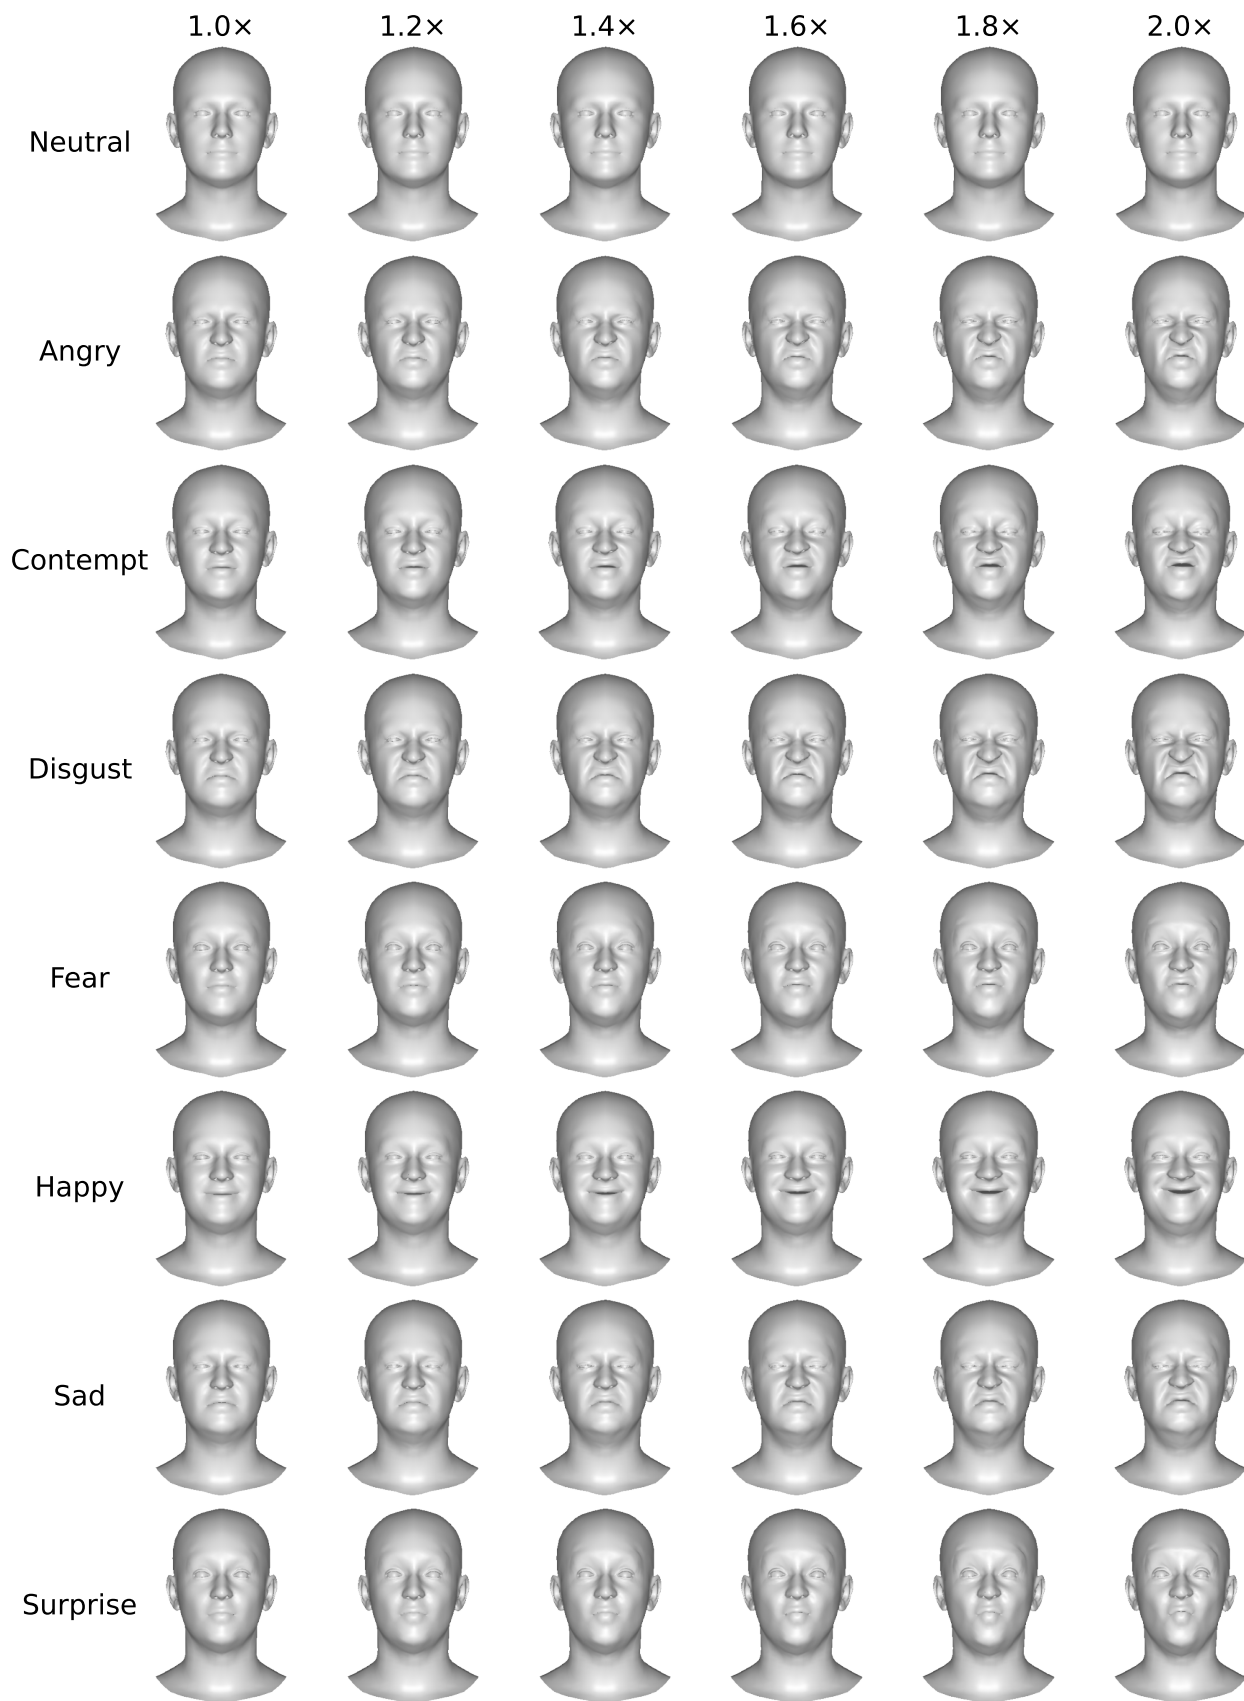 1.0× 1.2× 1.4× 1.6× 1.8× 2.0×
Neutral
Angry
Contempt
Disgust
Fear
Happy
Sad
Surprise